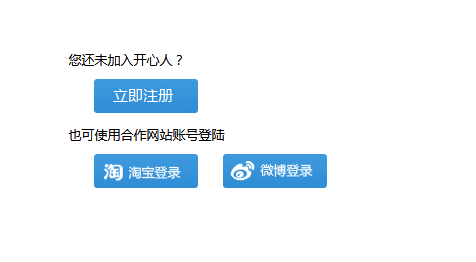 您还未加入开心人？
立即注册
也可使用合作网站账号登陆
淘 淘宝登录 微博登录